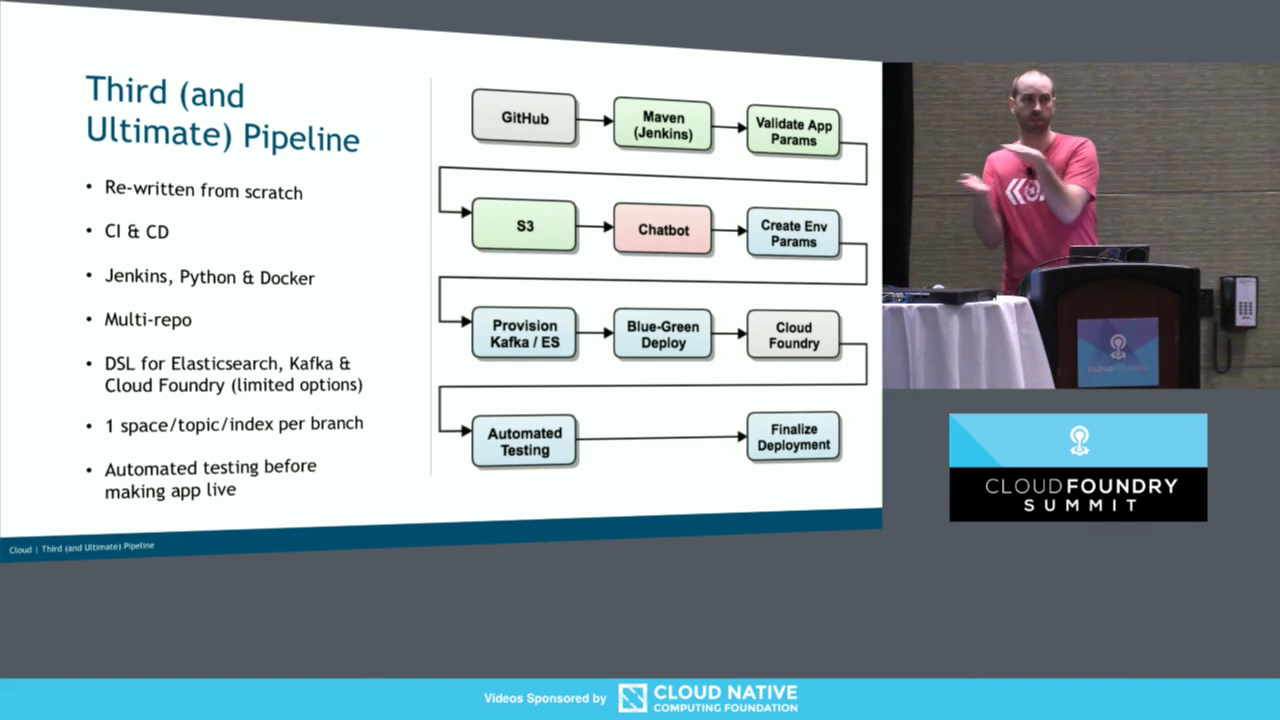 Third (and
Ultimate) Pipeline
• Re-written from scratch
• CI & CD
• Jenkins, Python & Docker
• Multi-repo
• DSL for Elasticsearch, Kafka &
Cloud Foundry (limited options)
• 1 space/topic/index per branch
• Automated testing before
making app live
GitHub
Maven
(Jenkins)
Validate App
Params
S3
Chatbot
Create Env
Params
Provision
Kafka / ES
Blue-Green
Deploy
Cloud
Foundry
Automated
Testing
Finalize
Deployment
Cloud | Third (and Ultimate) Pipeline
CLOUD FOUNDRY
CLOUDFOUNDRY
SUMMIT
Videos Sponsored by
CLOUD NATIVE
COMPUTING FOUNDATION